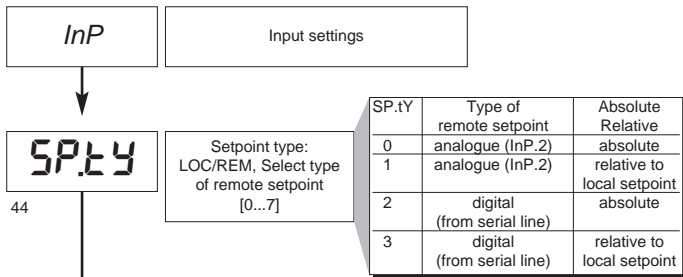 InP
Input settings
SP.tY
44
Setpoint type:
LOC/REM, Select type
of remote setpoint
[0...7]
SP.tY Type of remote setpoint Absolute Relative
0 analogue (InP.2) absolute
1 analogue (InP.2) relative to local setpoint
2 digital (from serial line) absolute
3 digital (from serial line) relative to local setpoint